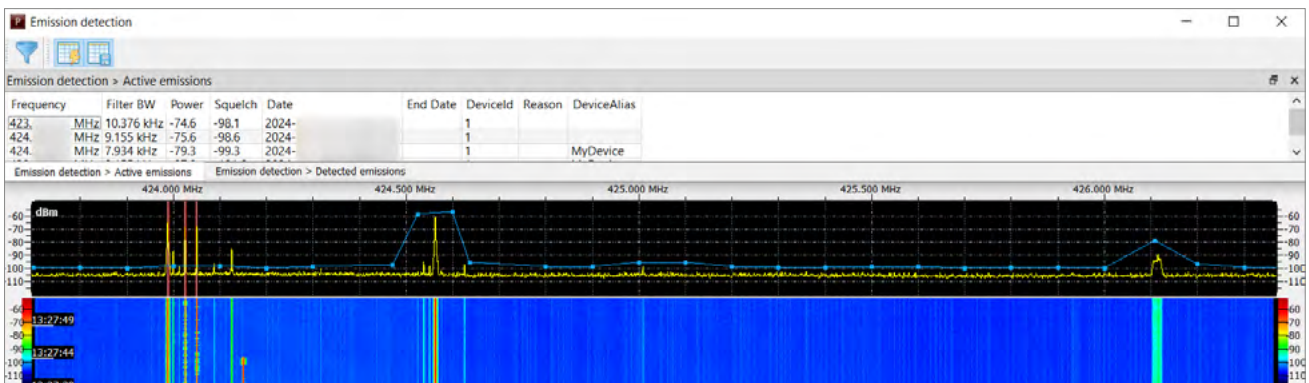 Emission detection
Emission detection > Active emissions
Frequency Filter BW Power Squelch Date End Date DeviceId Reason DeviceAlias
423. MHz 10.376 kHz -74.6 -98.1 2024- 1
424. MHz 9.155 kHz -75.6 -98.6 2024- 1
424. MHz 7.934 kHz -79.3 -99.3 2024- 1 MyDevice
Emission detection > Active emissions Emission detection > Detected emissions
424.000 MHz 424.500 MHz 425.000 MHz 425.500 MHz 426.000 MHz
dBm
-60 -60
-70 -70
-80 -80
-90 -90
-100 -100
-110 -110
-60 -60
-70 13:27:49 -70
-80 -80
-90 13:27:44 -90
-100 -100
-110 -110